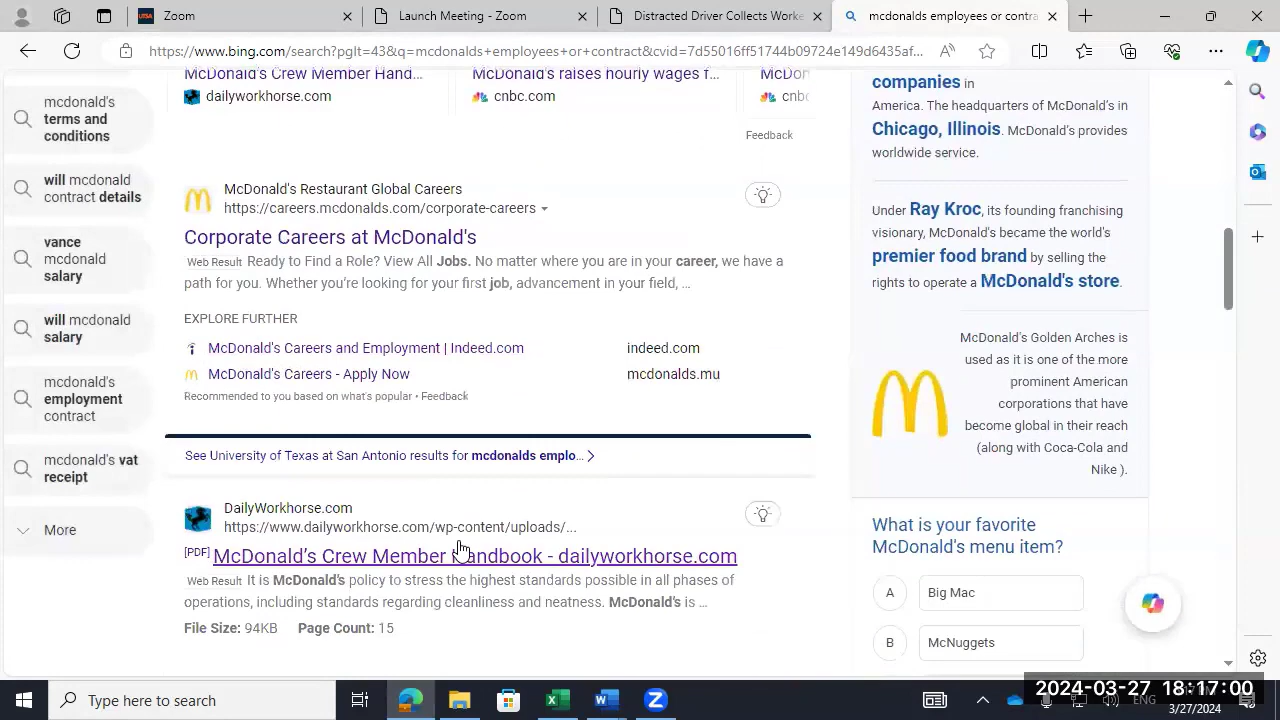 Zoom
Launch Meeting - Zoom
Distracted Driver Collects Worke
mcdonalds employees or contra
https://www.bing.com/search?pglt=43&q=mcdonalds+employees+or+contract&cvid=7d55016ff51744b09724e149d6435af...
McDonald's Crew Member Hand...
McDonald's raises hourly wages f...
McDon
dailyworkhorse.com
cnbc.com
cnbc
Feedback
mcdonald's
terms and
conditions
will mcdonald
contract details
vance
mcdonald
salary
will mcdonald
salary
mcdonald's
employment
contract
mcdonald's vat
receipt
More
McDonald's Restaurant Global Careers
https://careers.mcdonalds.com/corporate-careers
Corporate Careers at McDonald's
Web Result Ready to Find a Role? View All Jobs. No matter where you are in your career, we have a
path for you. Whether you're looking for your first job, advancement in your field, ...
EXPLORE FURTHER
McDonald's Careers and Employment | Indeed.com
indeed.com
McDonald's Careers - Apply Now
mcdonalds.mu
Recommended to you based on what's popular • Feedback
See University of Texas at San Antonio results for mcdonalds emplo...
DailyWorkhorse.com
https://www.dailyworkhorse.com/wp-content/uploads/...
[PDF] McDonald's Crew Member Handbook - dailyworkhorse.com
Web Result It is McDonald's policy to stress the highest standards possible in all phases of
operations, including standards regarding cleanliness and neatness. McDonald's is ...
File Size: 94KB Page Count: 15
companies in
America. The headquarters of McDonald's in
Chicago, Illinois. McDonald's provides
worldwide service.
Under Ray Kroc, its founding franchising
visionary, McDonald's became the world's
premier food brand by selling the
rights to operate a McDonald's store.
McDonald's Golden Arches is
used as it is one of the more
prominent American
corporations that have
become global in their reach
(along with Coca-Cola and
Nike ).
What is your favorite
McDonald's menu item?
A Big Mac
B McNuggets
Type here to search
ENG
2024-03-27 18:17:00
3/27/2024